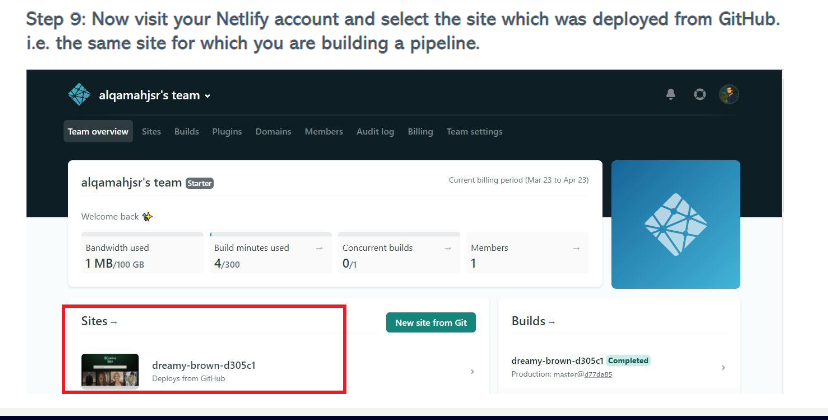 Step 9: Now visit your Netlify account and select the site which was deployed from GitHub.
i.e. the same site for which you are building a pipeline.
alqamahjsr's team
Team overview Sites Builds Plugins Domains Members Audit log Billing Team settings
alqamahjsr's team Starter
Current billing period (Mar 23 to Apr 23)
Welcome back
Bandwidth used
1 MB/100 GB
Build minutes used →
4/300
Concurrent builds →
0/1
Members →
1
Sites →
New site from Git
dreamy-brown-d305c1
Deploys from GitHub
Builds →
dreamy-brown-d305c1 Completed
Production: master@d77da85